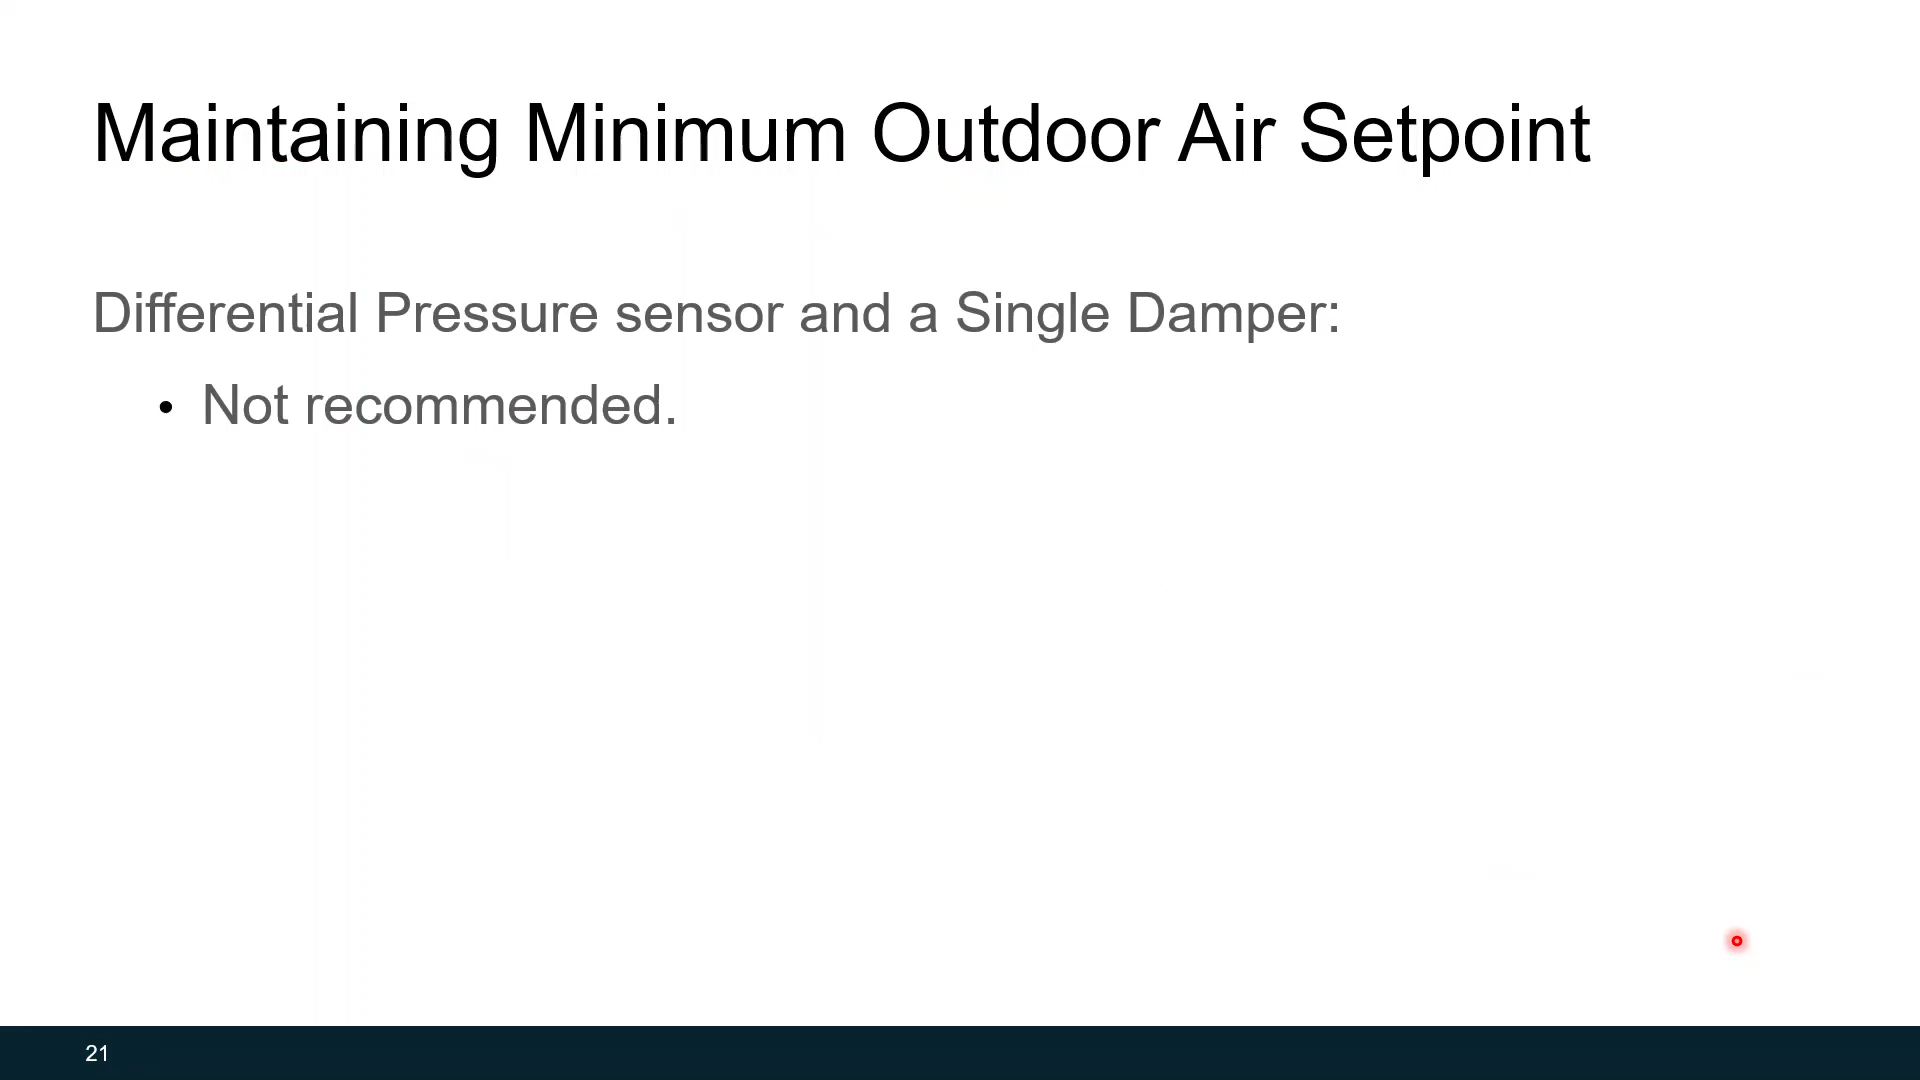 Maintaining Minimum Outdoor Air Setpoint
Differential Pressure sensor and a Single Damper:
• Not recommended.
21